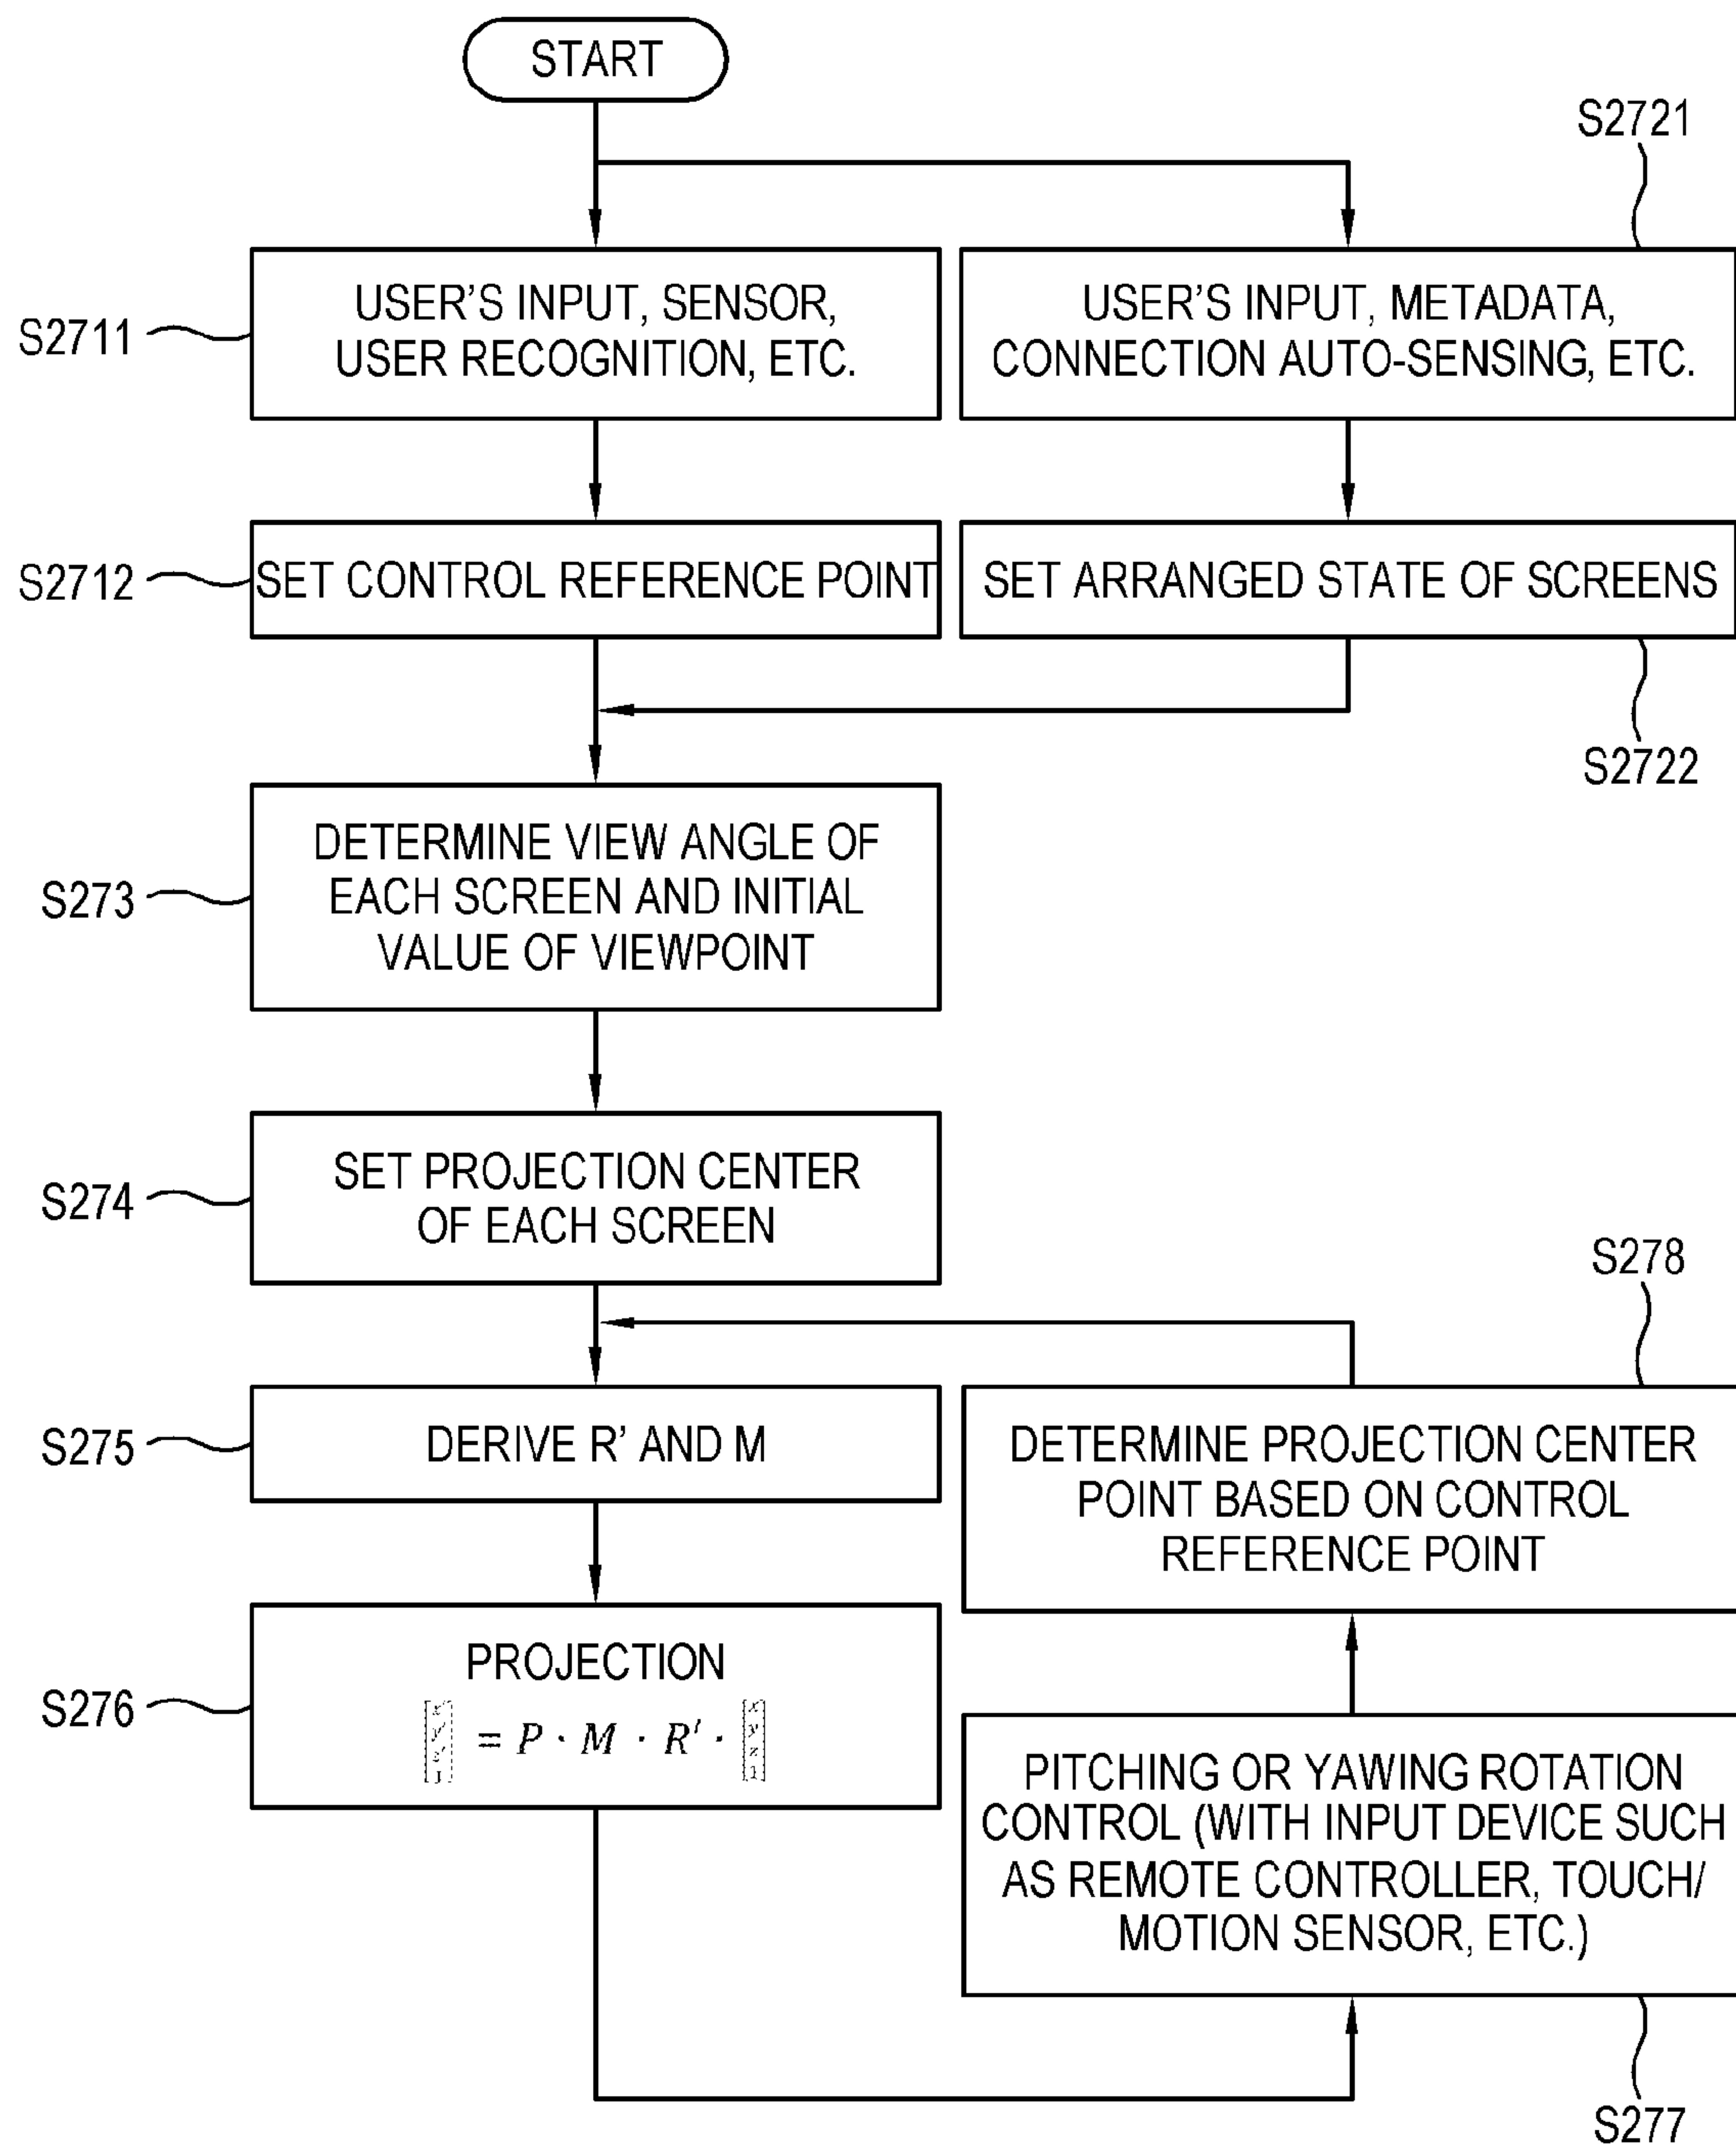 START
S2721
S2711
USER'S INPUT, SENSOR,
USER RECOGNITION, ETC.
USER'S INPUT, METADATA,
CONNECTION AUTO-SENSING, ETC.
S2712
SET CONTROL REFERENCE POINT
SET ARRANGED STATE OF SCREENS
S2722
S273
DETERMINE VIEW ANGLE OF
EACH SCREEN AND INITIAL
VALUE OF VIEWPOINT
S274
SET PROJECTION CENTER
OF EACH SCREEN
S278
S275
DERIVE R' AND M
DETERMINE PROJECTION CENTER
POINT BASED ON CONTROL
REFERENCE POINT
S276
PROJECTION
[x' y' z' 1] = P · M · R' · [x y z 1]
PITCHING OR YAWING ROTATION
CONTROL (WITH INPUT DEVICE SUCH
AS REMOTE CONTROLLER, TOUCH/
MOTION SENSOR, ETC.)
S277